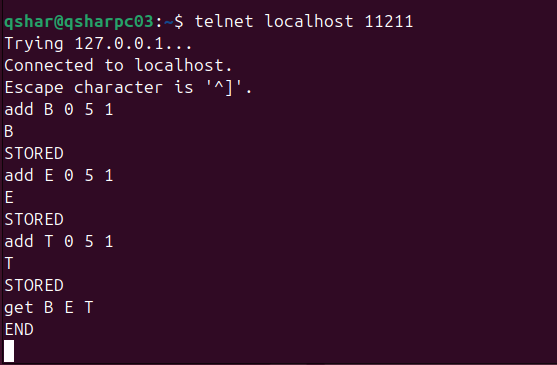 qshar@qsharpc03:~$ telnet localhost 11211
Trying 127.0.0.1...
Connected to localhost.
Escape character is '^]'.
add B 0 5 1
B
STORED
add E 0 5 1
E
STORED
add T 0 5 1
T
STORED
get B E T
END